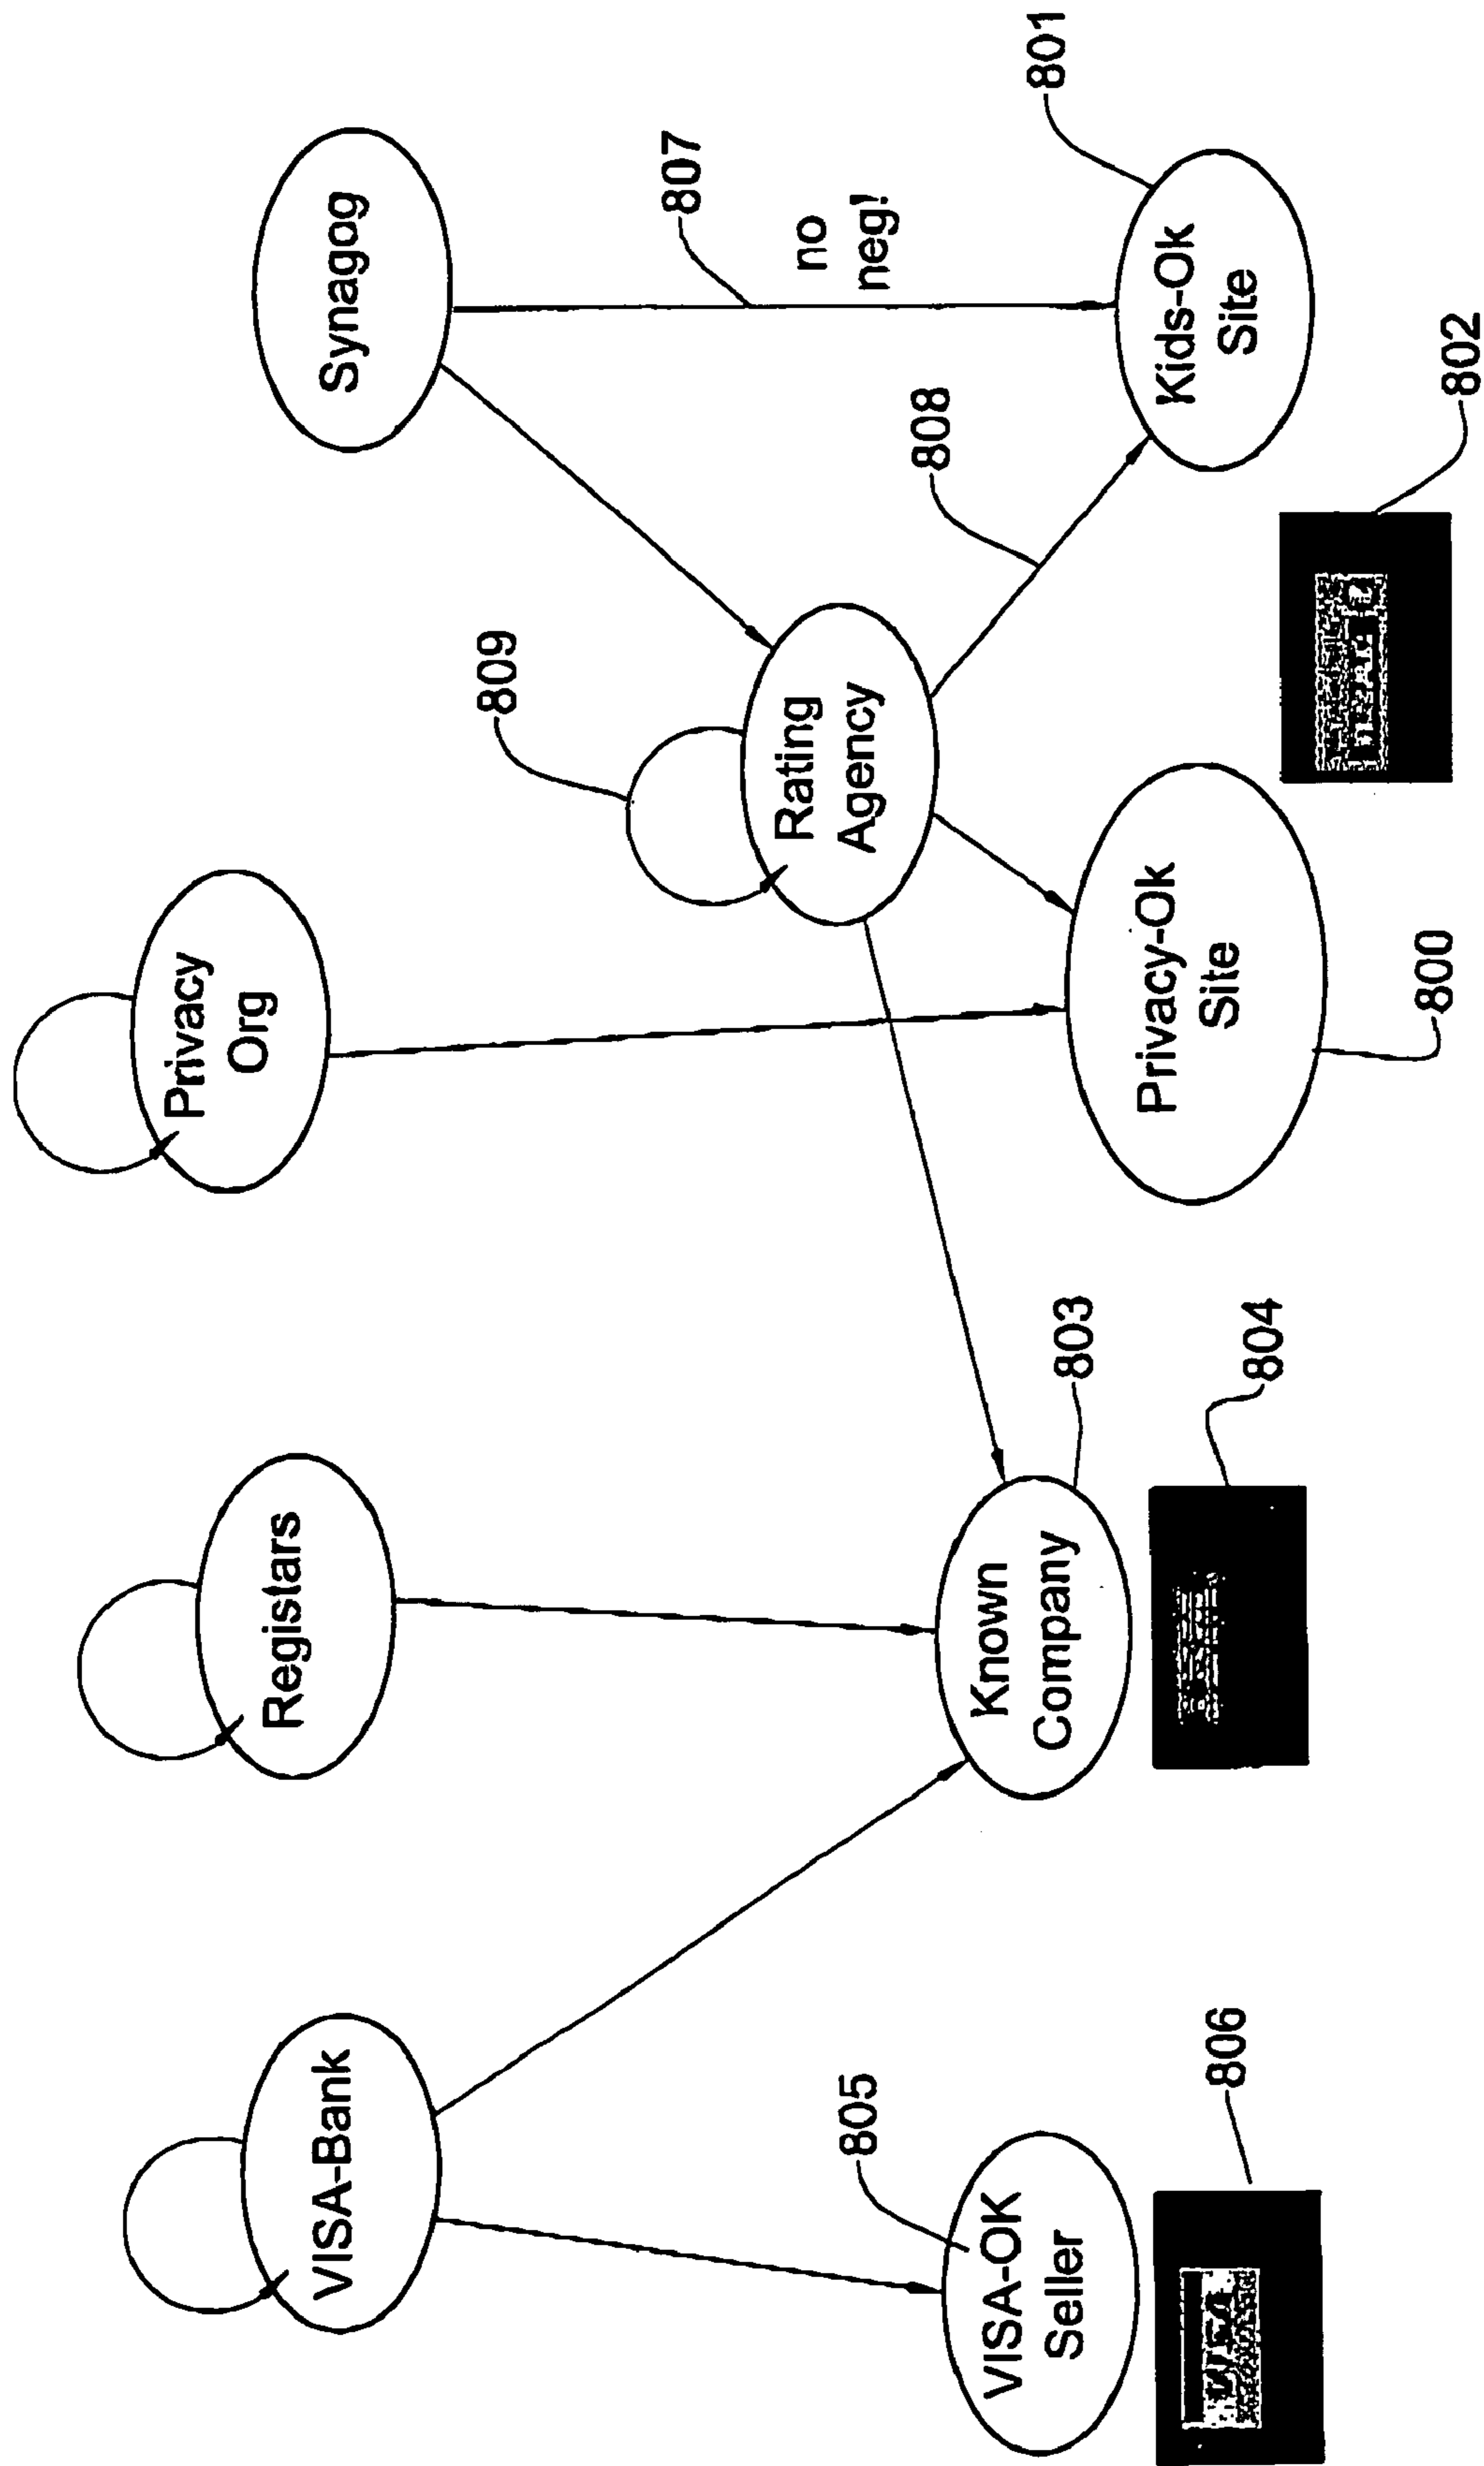 VISA-Bank
Registars
Privacy
Org
Synagog
809
807
Rating
Agency
no
neg!
805
808
VISA-OK
Seller
Known
Company
Privacy-Ok
Site
Kids-Ok
Site
801
803
806
804
800
802